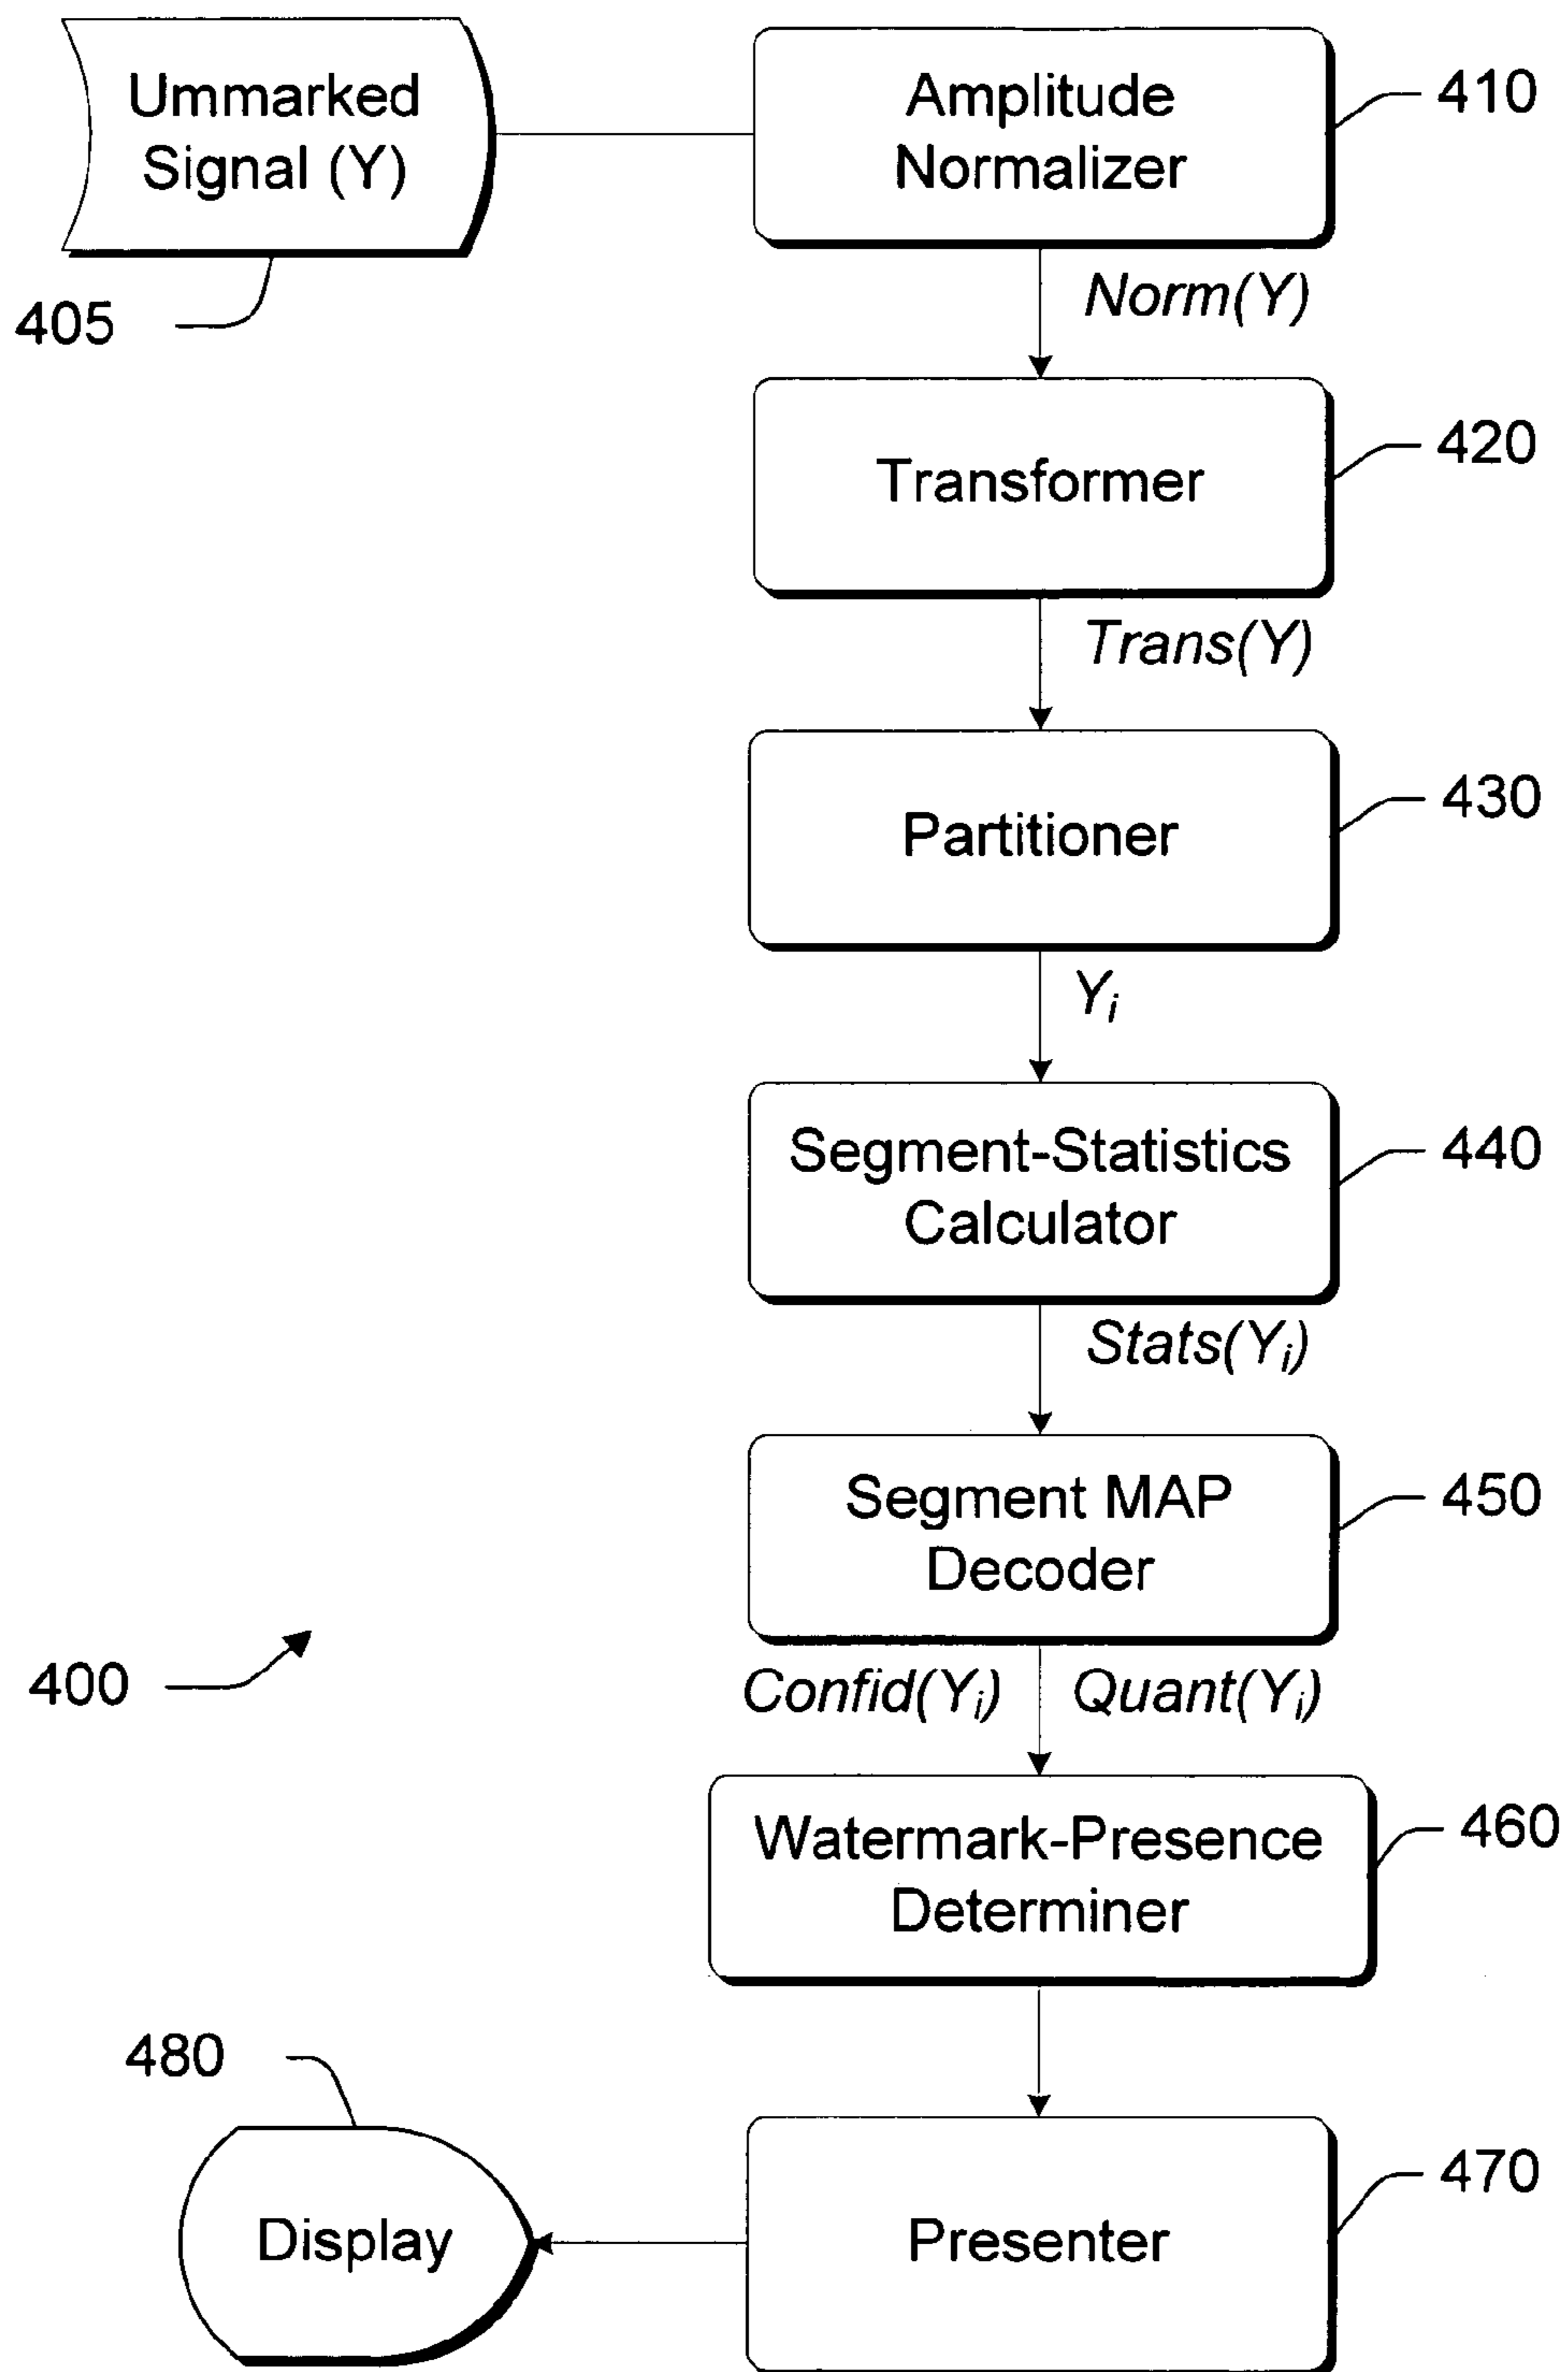 Ummarked
Signal (Y)
405
Amplitude
Normalizer
410
Norm(Y)
Transformer
420
Trans(Y)
Partitioner
430
Yi
Segment-Statistics
Calculator
440
Stats(Yi)
Segment MAP
Decoder
450
400
Confid(Yi) Quant(Yi)
Watermark-Presence
Determiner
460
480
Display
Presenter
470